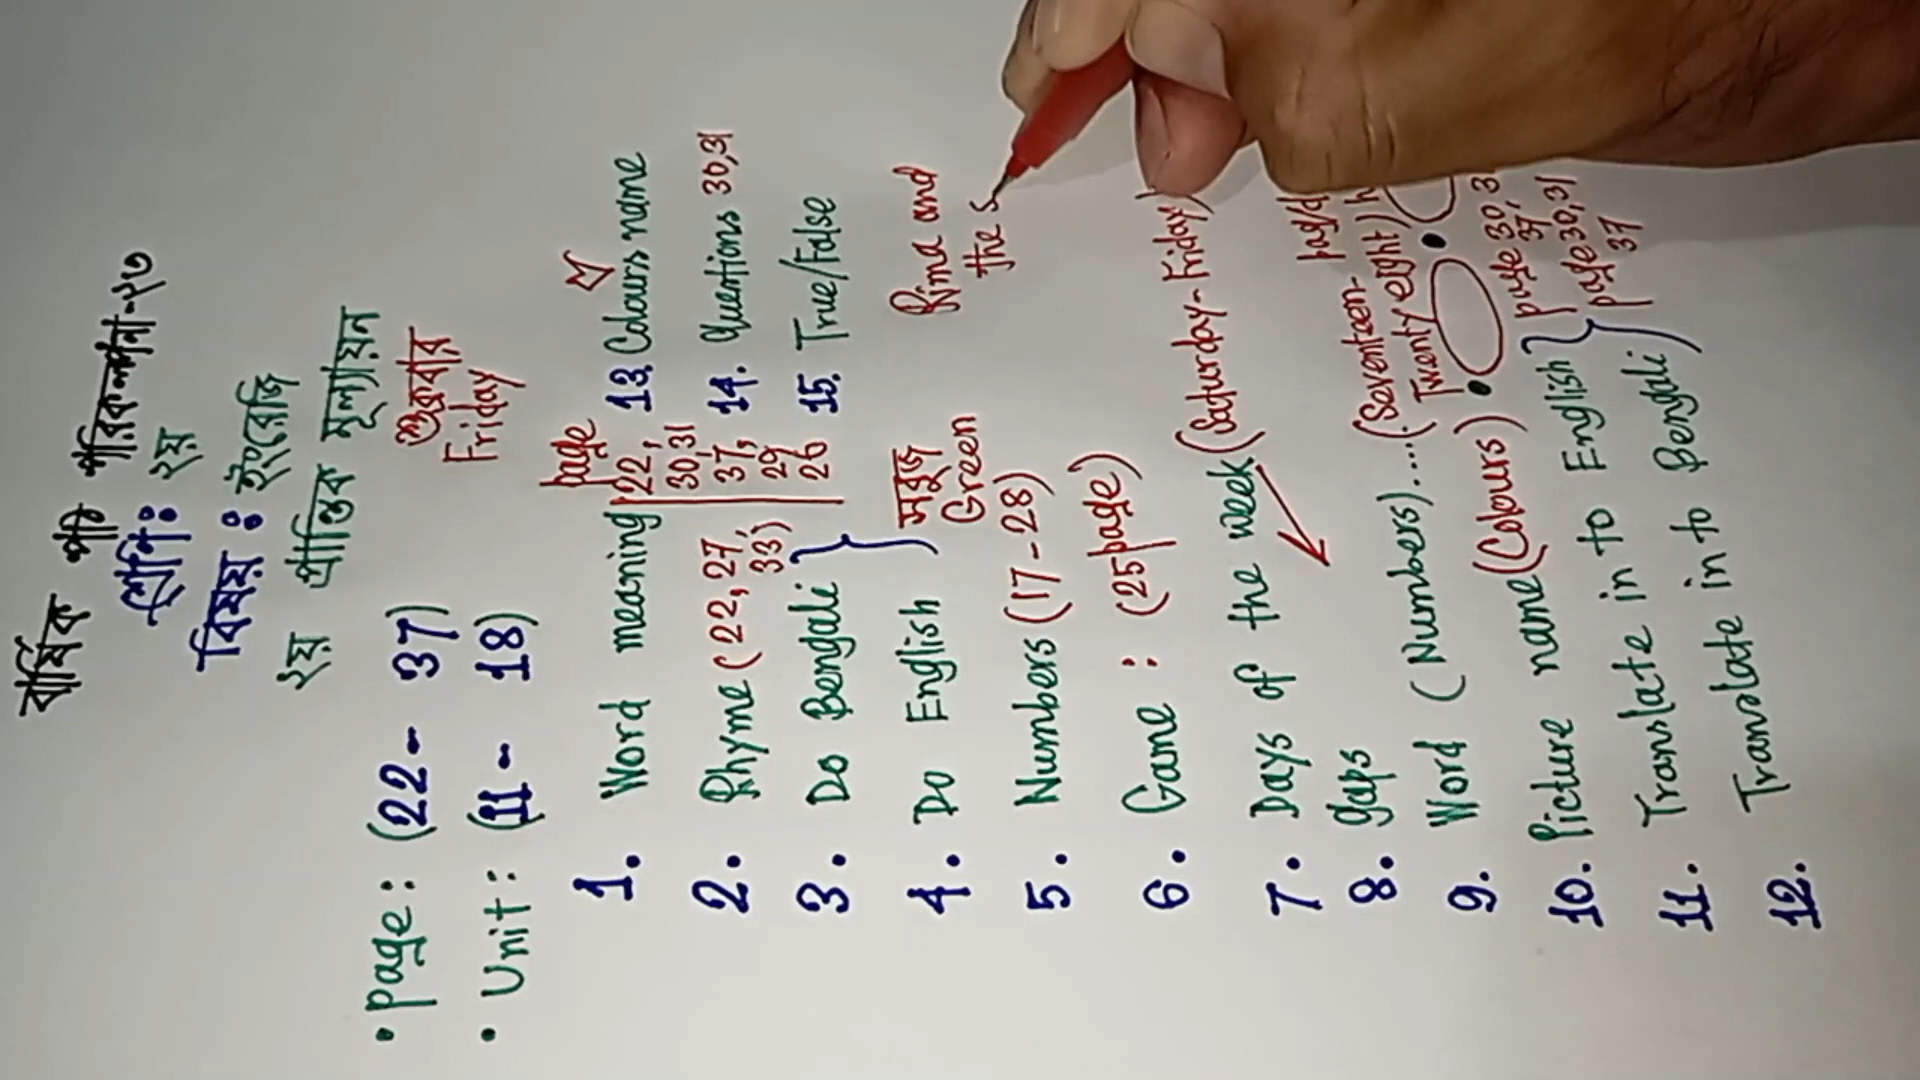 বার্ষিক পাঠ পরিকল্পনা-২৩
শ্রেণি: ২য়
বিষয়: ইংরেজি
২য় প্রান্তিক মূল্যায়ন
• Page: (22- 37)
শুক্রবার
Friday
• Unit: (11- 18)
page
1. Word meaning 22, 30,31 37, 29 26
2. Rhyme (22, 27, 33)
3. Do Bengali
4. Do English
সবুজ
Green
5. Numbers (17-28)
6. Game: (25 page)
7. Days of the week (Saturday-Friday)
8. gaps
9. Word (Numbers).... (Seventeen- Twenty eight)
10. Picture name (Colours)
11. Translate in to English page 30, 37,
12. Translate in to Bengali page 30,31 37
13. Colours name
14. Questions 30,31
15. True/False
Rima and
the s